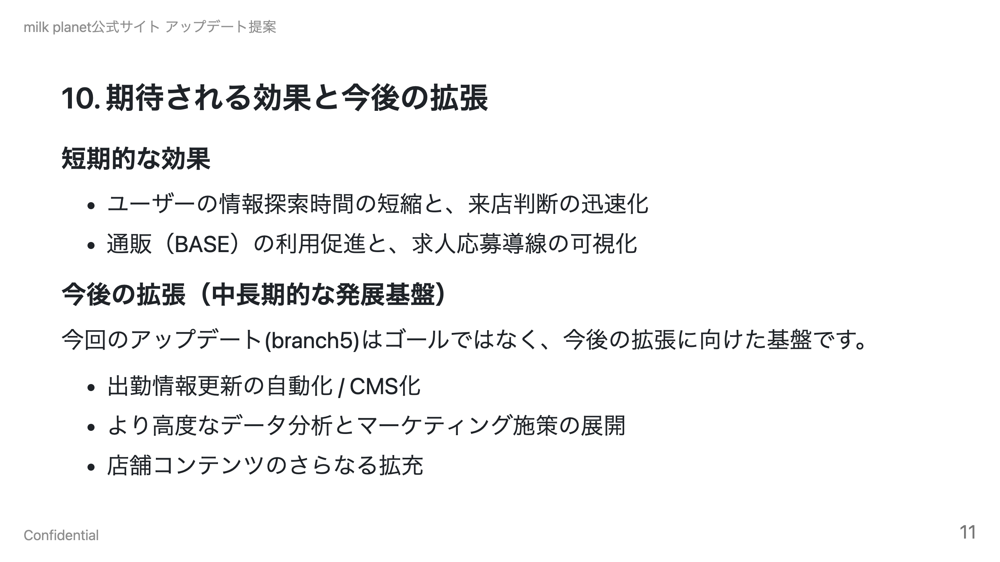 milk planet公式サイト アップデート提案
10. 期待される効果と今後の拡張
短期的な効果
• ユーザーの情報探索時間の短縮と、来店判断の迅速化
• 通販（BASE）の利用促進と、求人応募導線の可視化
今後の拡張（中長期的な発展基盤）
今回のアップデート(branch5)はゴールではなく、今後の拡張に向けた基盤です。
• 出勤情報更新の自動化 / CMS化
• より高度なデータ分析とマーケティング施策の展開
• 店舗コンテンツのさらなる拡充
Confidential
11